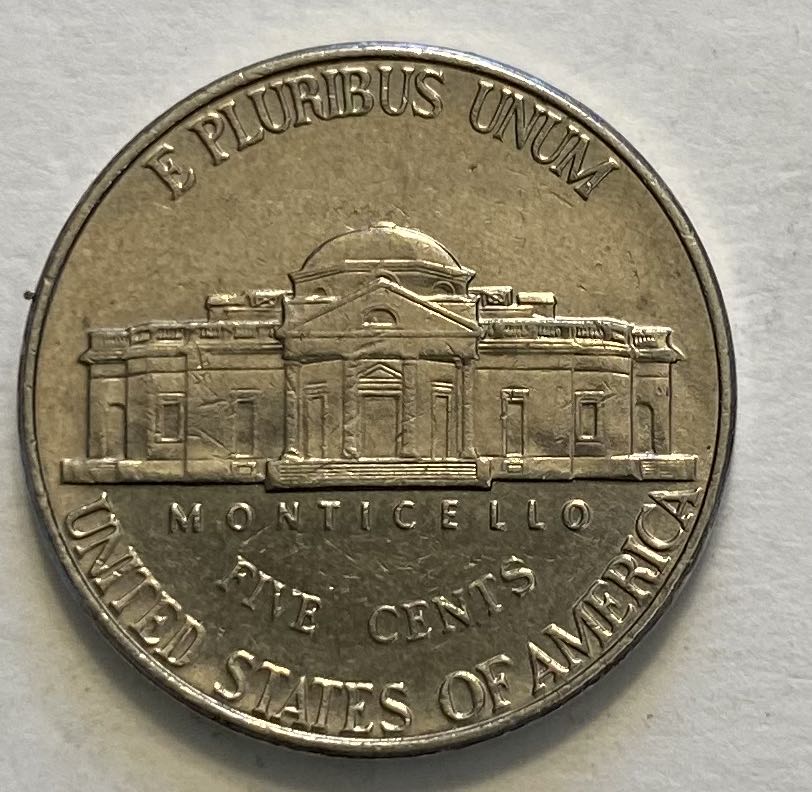 E PLURIBUS UNUM
MONTICELLO
FIVE CENTS
UNITED STATES OF AMERICA